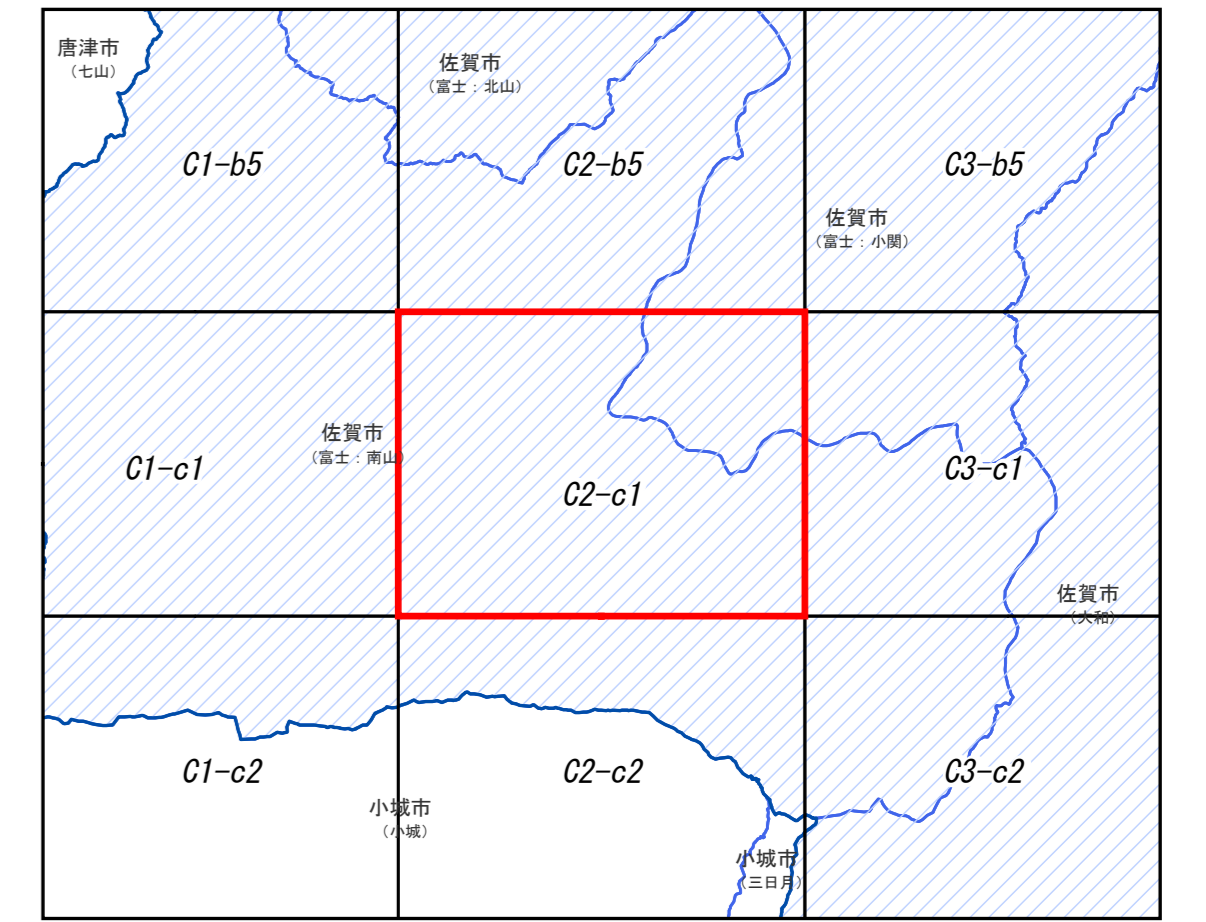 唐津市
（七山）
佐賀市
（富士：北山）
C1-b5
C2-b5
C3-b5
佐賀市
（富士：小関）
佐賀市
（富士：南山）
C1-c1
C2-c1
C3-c1
佐賀市
（大和）
C1-c2
C2-c2
C3-c2
小城市
（小城）
小城市
（三日月）